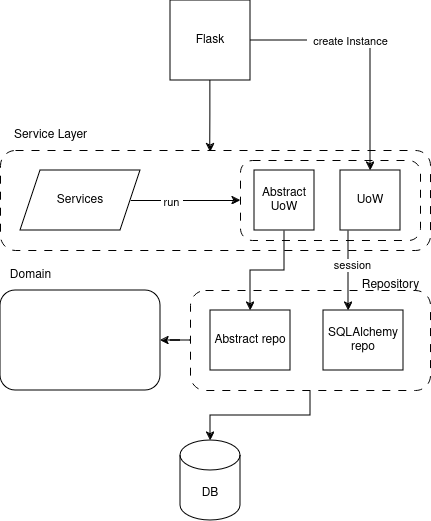 Flask
create Instance
Service Layer
Services
run
Abstract
UoW
UoW
session
Domain
Repository
Abstract repo
SQLAlchemy
repo
DB